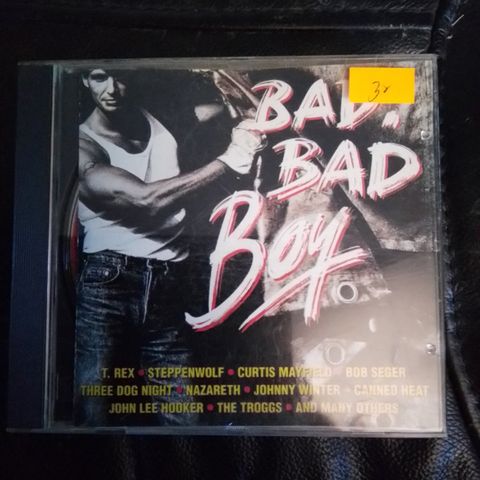 BAD,
BAD
Boy
T. REX • STEPPENWOLF • CURTIS MAYFIELD • BOB SEGER
THREE DOG NIGHT • NAZARETH • JOHNNY WINTER • CANNED HEAT
JOHN LEE HOOKER • THE TROGGS • AND MANY OTHERS